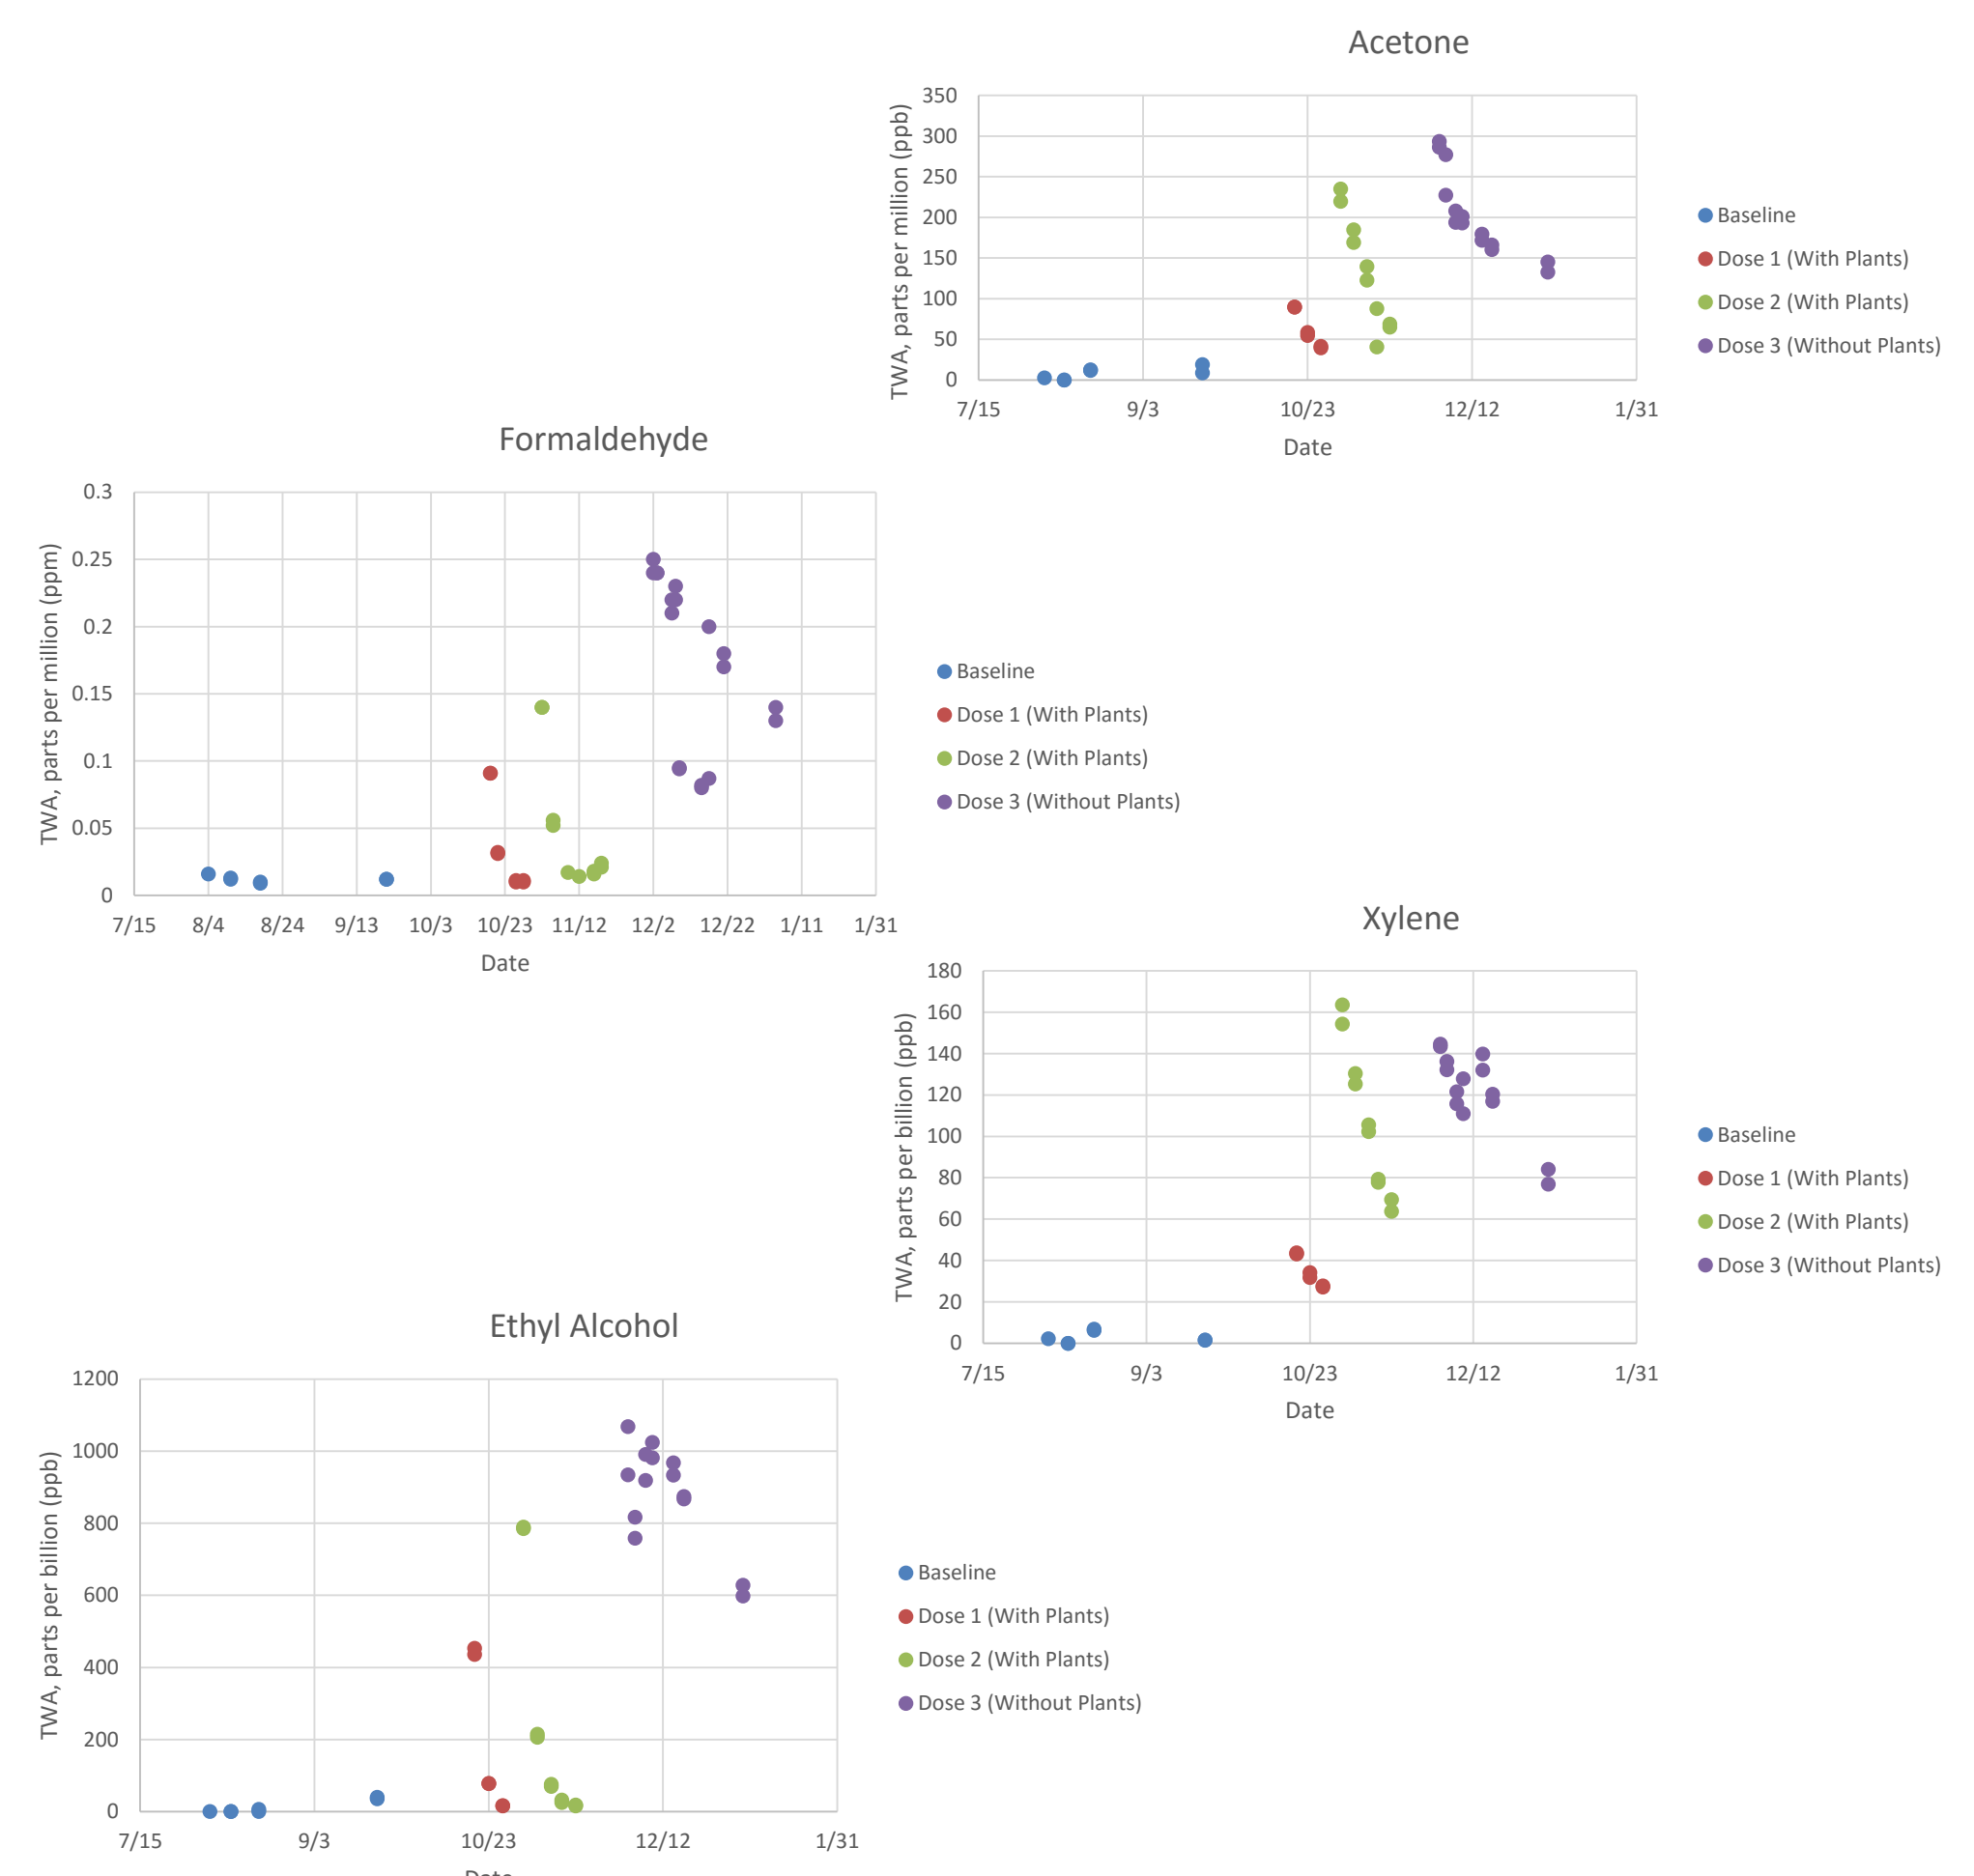 Acetone
TWA, parts per million (ppb)
350
300
250
200
150
100
50
0
7/15 9/3 10/23 12/12 1/31
Date
Baseline
Dose 1 (With Plants)
Dose 2 (With Plants)
Dose 3 (Without Plants)
Formaldehyde
TWA, parts per million (ppm)
0.3
0.25
0.2
0.15
0.1
0.05
0
7/15 8/4 8/24 9/13 10/3 10/23 11/12 12/2 12/22 1/11 1/31
Date
Baseline
Dose 1 (With Plants)
Dose 2 (With Plants)
Dose 3 (Without Plants)
Xylene
TWA, parts per billion (ppb)
180
160
140
120
100
80
60
40
20
0
7/15 9/3 10/23 12/12 1/31
Date
Baseline
Dose 1 (With Plants)
Dose 2 (With Plants)
Dose 3 (Without Plants)
Ethyl Alcohol
TWA, parts per billion (ppb)
1200
1000
800
600
400
200
0
7/15 9/3 10/23 12/12 1/31
Date
Baseline
Dose 1 (With Plants)
Dose 2 (With Plants)
Dose 3 (Without Plants)